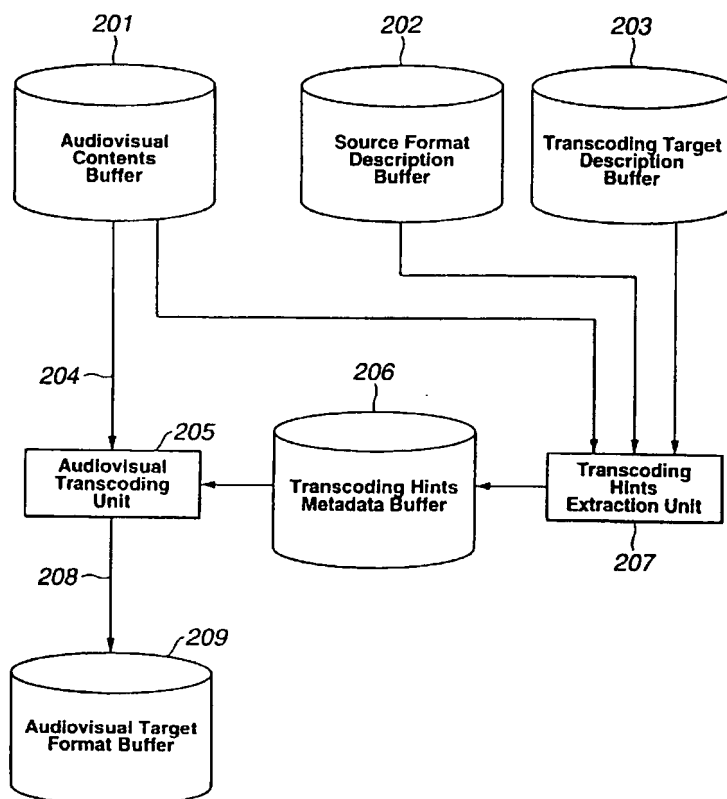 201
202
203
Audiovisual
Contents
Buffer
Source Format
Description
Buffer
Transcoding Target
Description
Buffer
204
206
205
Audiovisual
Transcoding
Unit
Transcoding Hints
Metadata Buffer
Transcoding
Hints
Extraction Unit
207
208
209
Audiovisual Target
Format Buffer